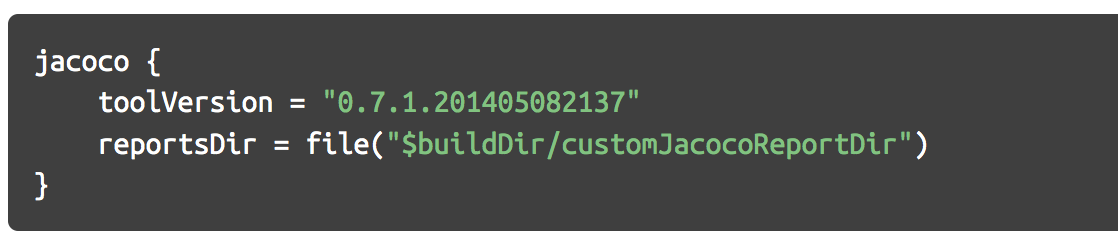 jacoco {
    toolVersion = "0.7.1.201405082137"
    reportsDir = file("$buildDir/customJacocoReportDir")
}